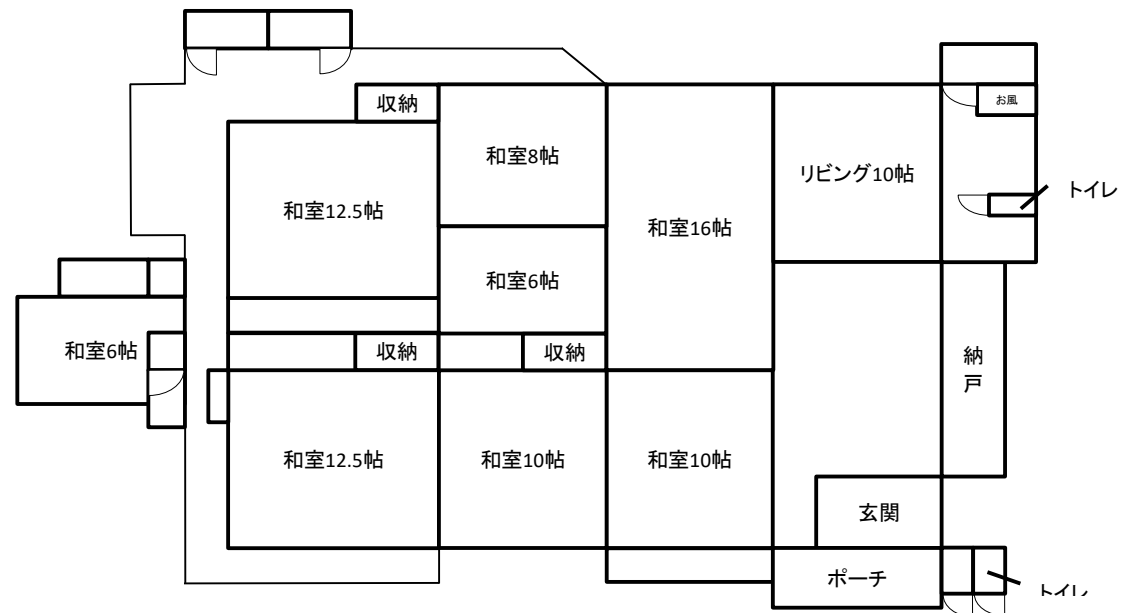 収納
お風
和室8帖
リビング10帖
トイレ
和室12.5帖
和室16帖
和室6帖
和室6帖
収納
収納
納
戸
和室12.5帖
和室10帖
和室10帖
玄関
ポーチ
トイレ